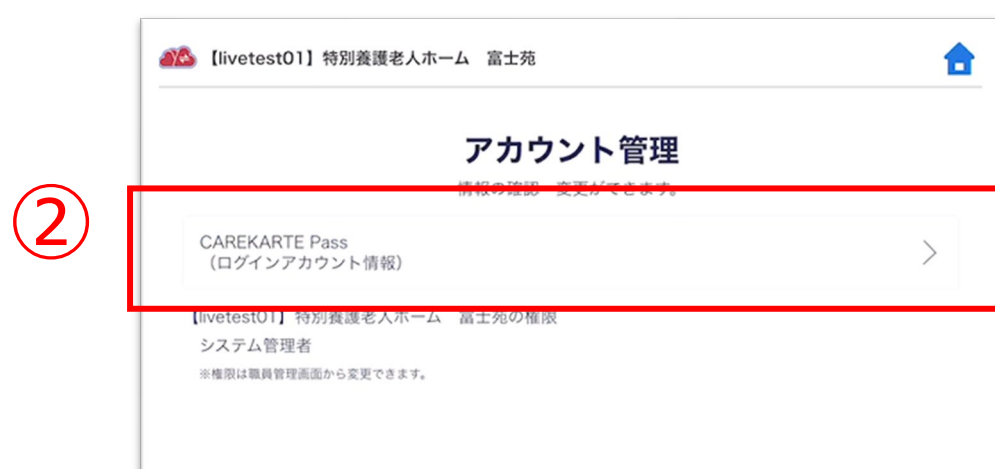 【livetest01】特別養護老人ホーム　富士苑
アカウント管理
情報の確認・変更ができます。
②
CAREKARTE Pass
（ログインアカウント情報）
【livetest01】特別養護老人ホーム　富士苑の権限
システム管理者
※権限は職員管理画面から変更できます。